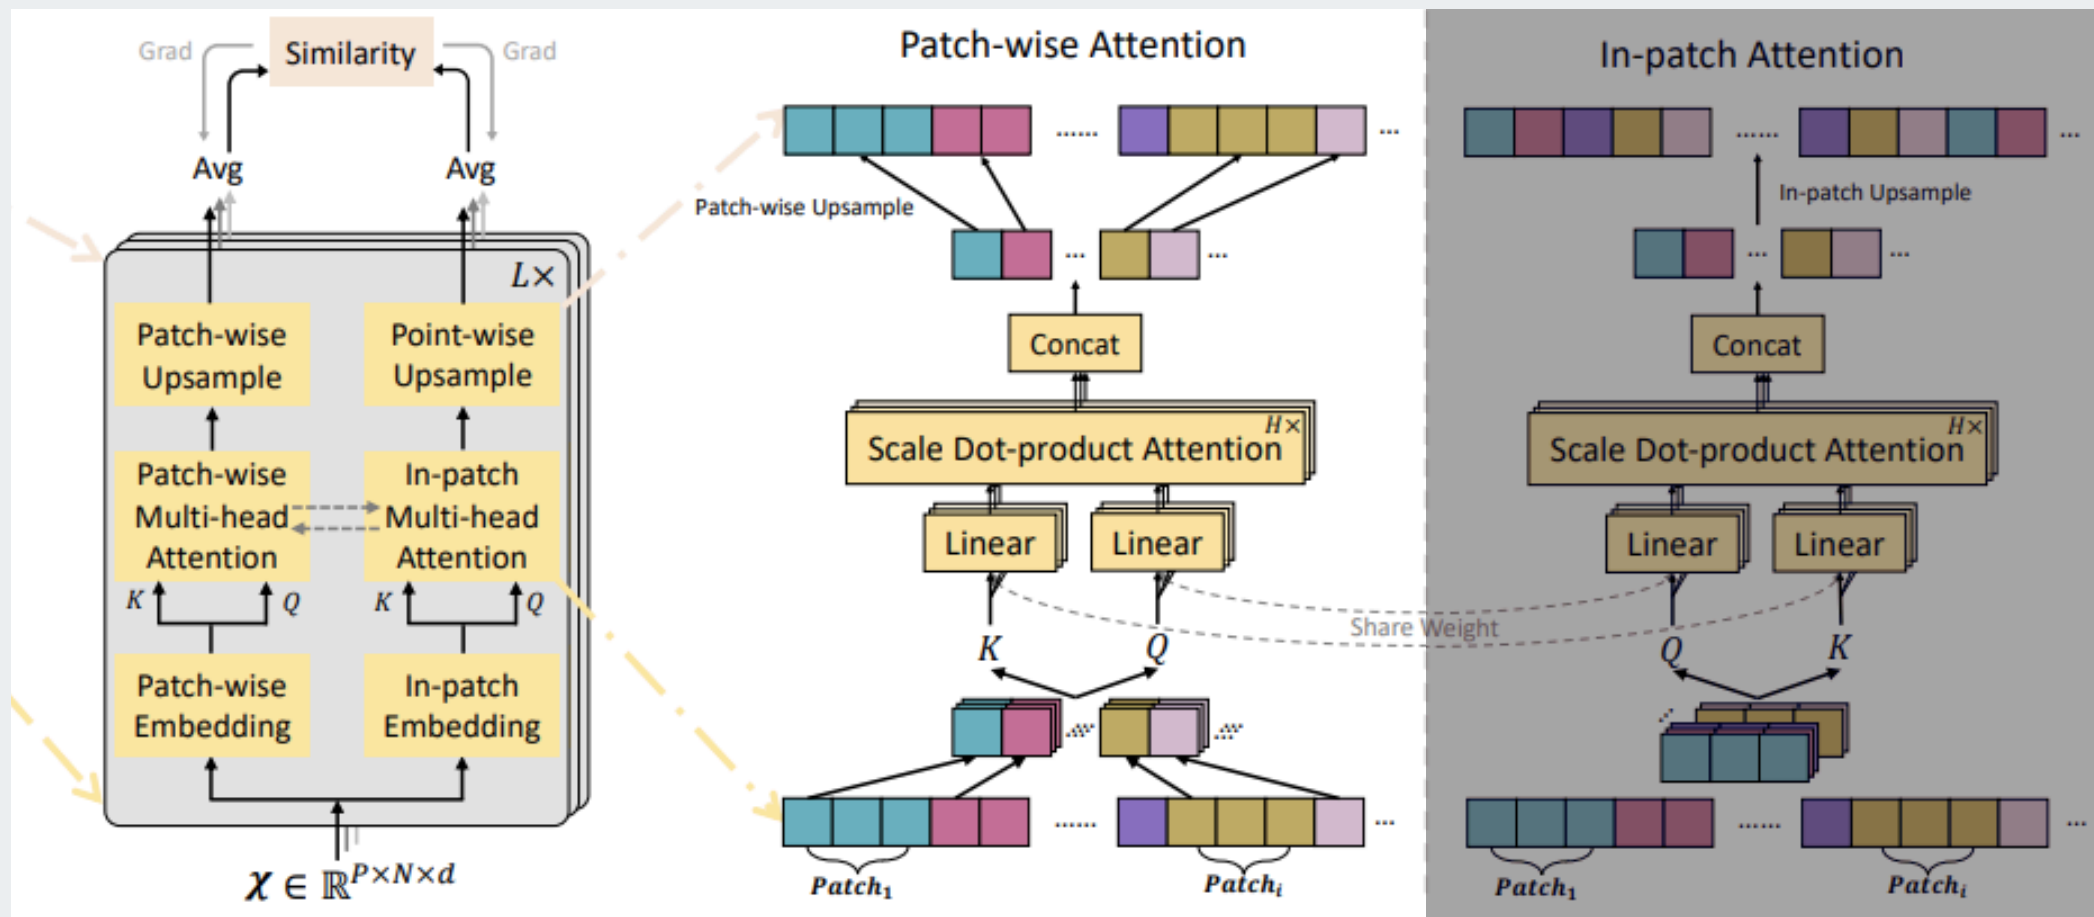 Grad
Similarity
Grad
Avg
Avg
L×
Patch-wise
Upsample
Point-wise
Upsample
Patch-wise
Multi-head
Attention
In-patch
Multi-head
Attention
K
Q
K
Q
Patch-wise
Embedding
In-patch
Embedding
𝝌 ∈ ℝ^{P×N×d}
Patch-wise Attention
...... ...
Patch-wise Upsample
... ...
Concat
H×
Scale Dot-product Attention
Linear
Linear
Share Weight
K
Q
...... ...
Patch₁
Patchᵢ
In-patch Attention
...... ...
In-patch Upsample
... ...
Concat
H×
Scale Dot-product Attention
Linear
Linear
Q
K
...... ...
Patch₁
Patchᵢ